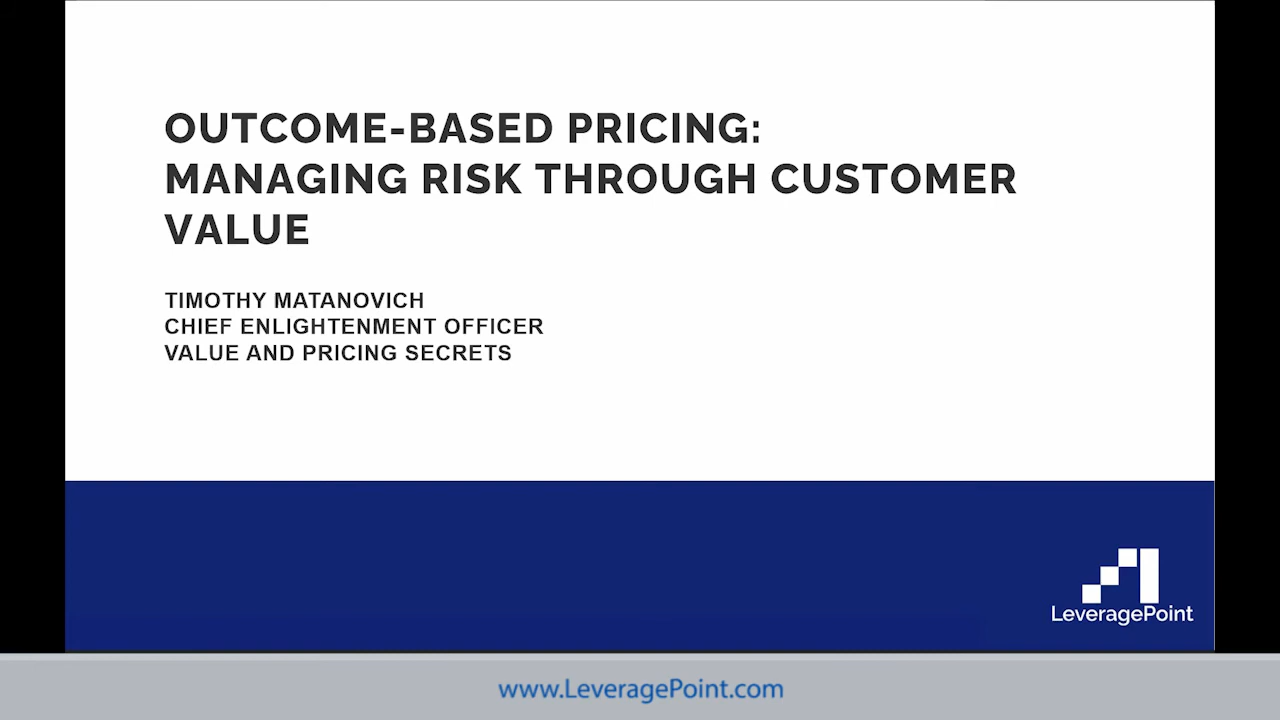 OUTCOME-BASED PRICING:
MANAGING RISK THROUGH CUSTOMER
VALUE
TIMOTHY MATANOVICH
CHIEF ENLIGHTENMENT OFFICER
VALUE AND PRICING SECRETS
LeveragePoint
www.LeveragePoint.com